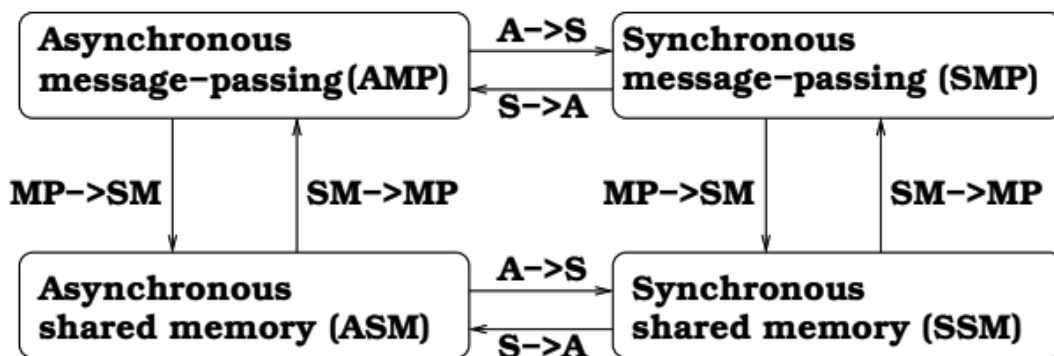 Asynchronous
message-passing(AMP)
A->S
S->A
Synchronous
message-passing (SMP)
MP->SM
SM->MP
MP->SM
SM->MP
Asynchronous
shared memory (ASM)
A->S
S->A
Synchronous
shared memory (SSM)